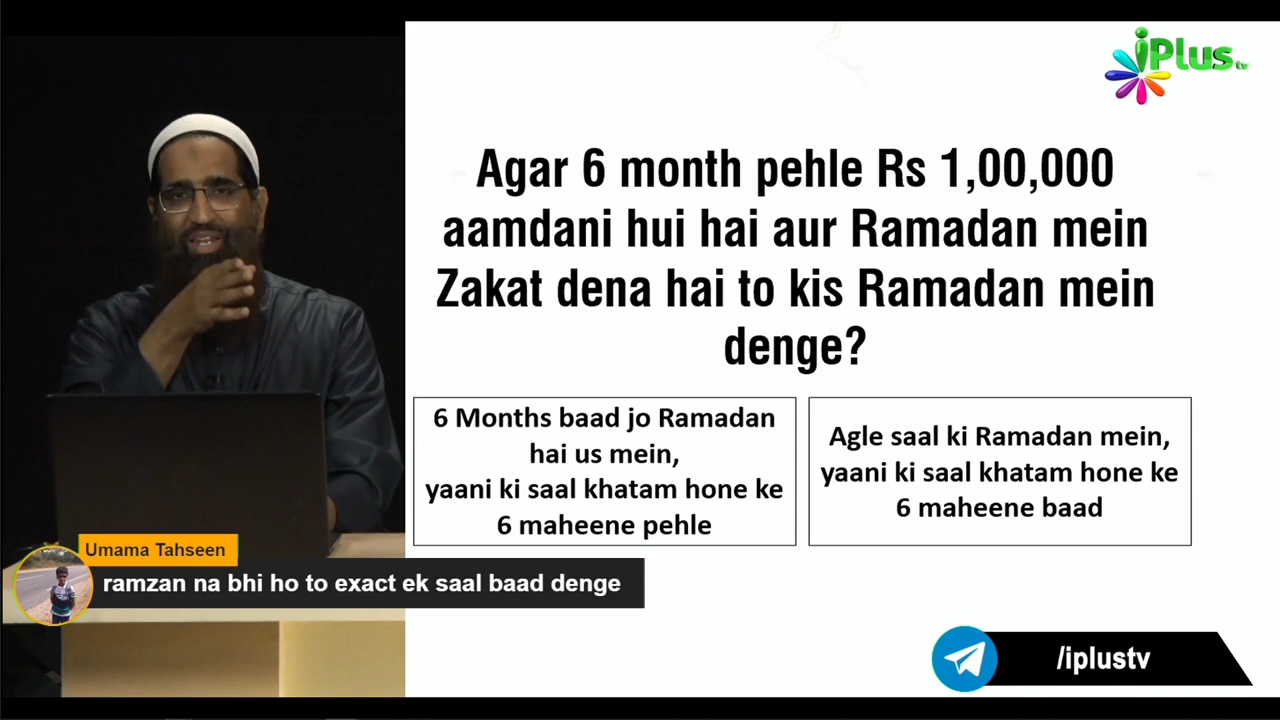 iPlus tv
Agar 6 month pehle Rs 1,00,000
aamdani hui hai aur Ramadan mein
Zakat dena hai to kis Ramadan mein
denge?
6 Months baad jo Ramadan
hai us mein,
yaani ki saal khatam hone ke
6 maheene pehle
Agle saal ki Ramadan mein,
yaani ki saal khatam hone ke
6 maheene baad
Umama Tahseen
ramzan na bhi ho to exact ek saal baad denge
/iplustv